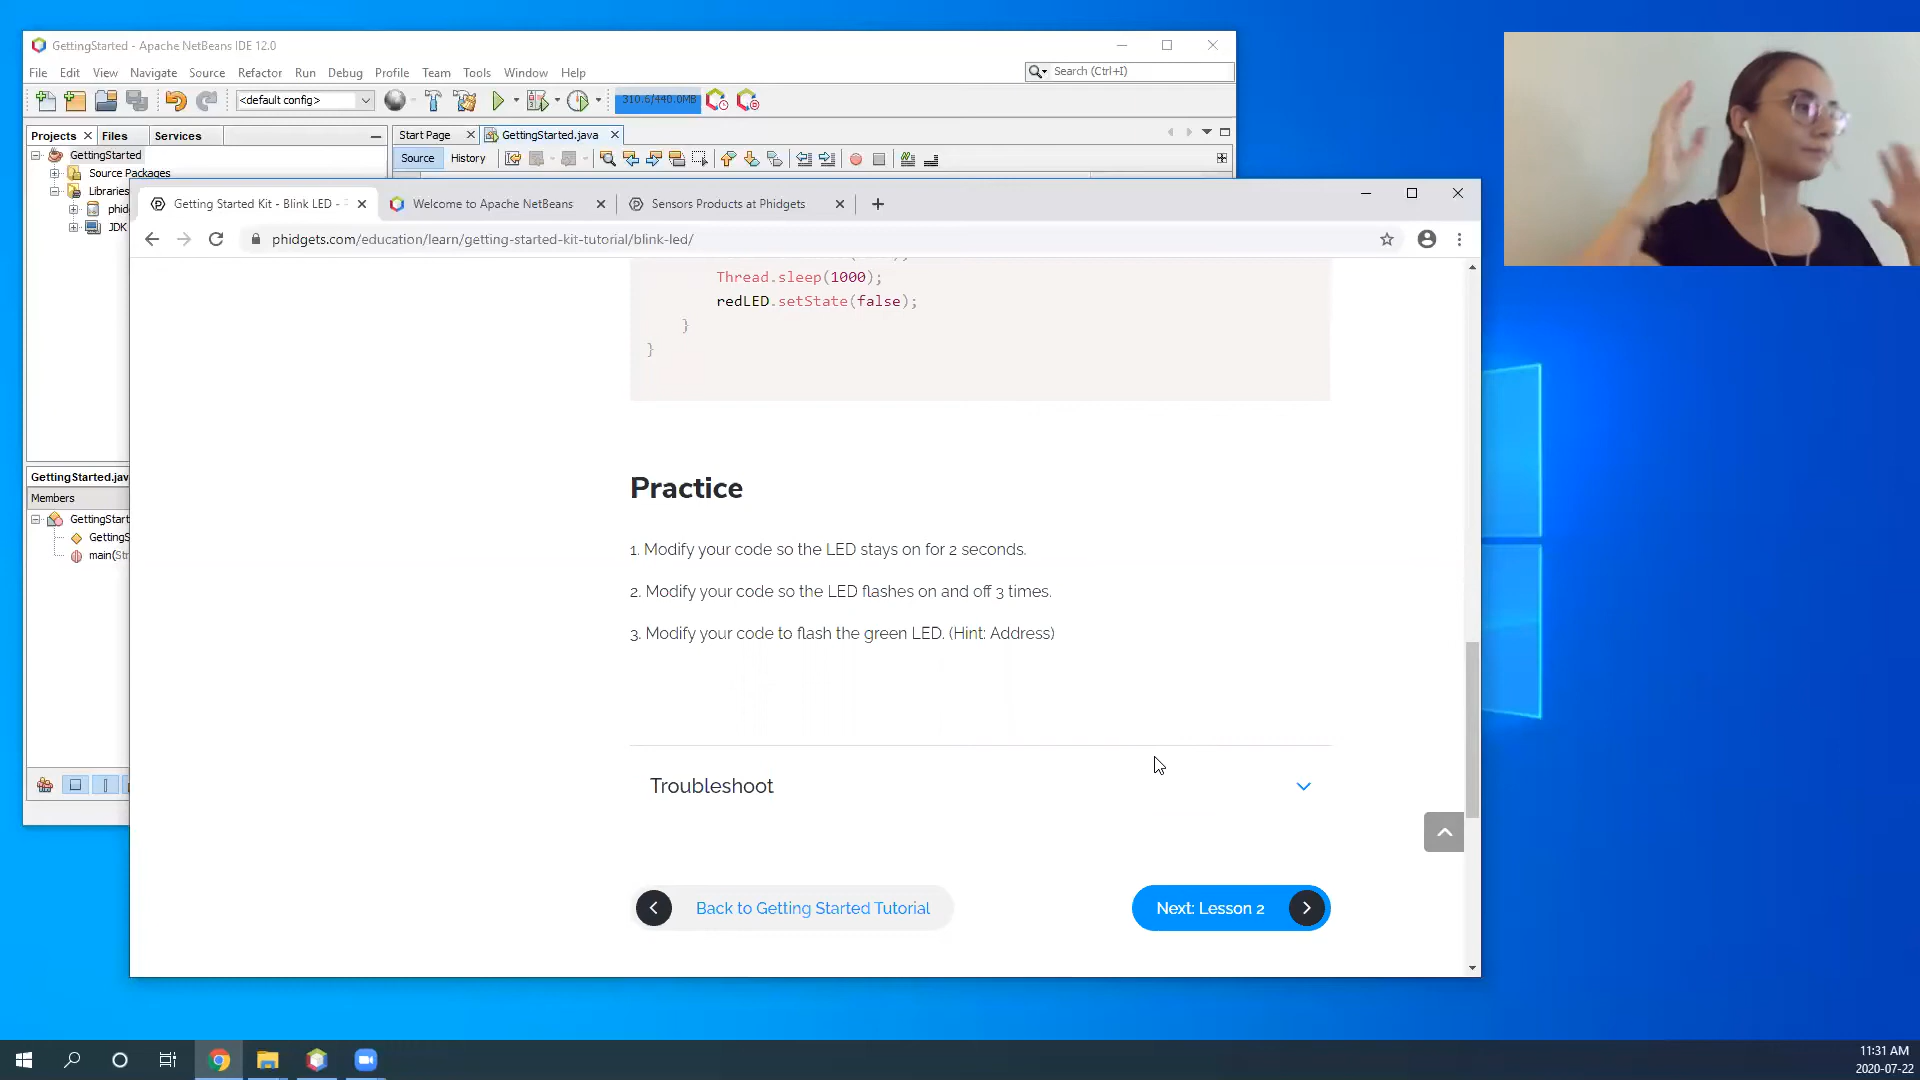 GettingStarted - Apache NetBeans IDE 12.0
File Edit View Navigate Source Refactor Run Debug Profile Team Tools Window Help
Search (Ctrl+I)
<default config>
310.6/440.0MB
Projects Files Services
Start Page GettingStarted.java
Source History
GettingStarted
Source Packages
Libraries
phid
JDK
GettingStarted.jav
Members
GettingStart
GettingS
main(Str
Getting Started Kit - Blink LED -
Welcome to Apache NetBeans
Sensors Products at Phidgets
phidgets.com/education/learn/getting-started-kit-tutorial/blink-led/
Thread.sleep(1000);
redLED.setState(false);
}
}
Practice
1. Modify your code so the LED stays on for 2 seconds.
2. Modify your code so the LED flashes on and off 3 times.
3. Modify your code to flash the green LED. (Hint: Address)
Troubleshoot
Back to Getting Started Tutorial
Next: Lesson 2
11:31 AM
2020-07-22